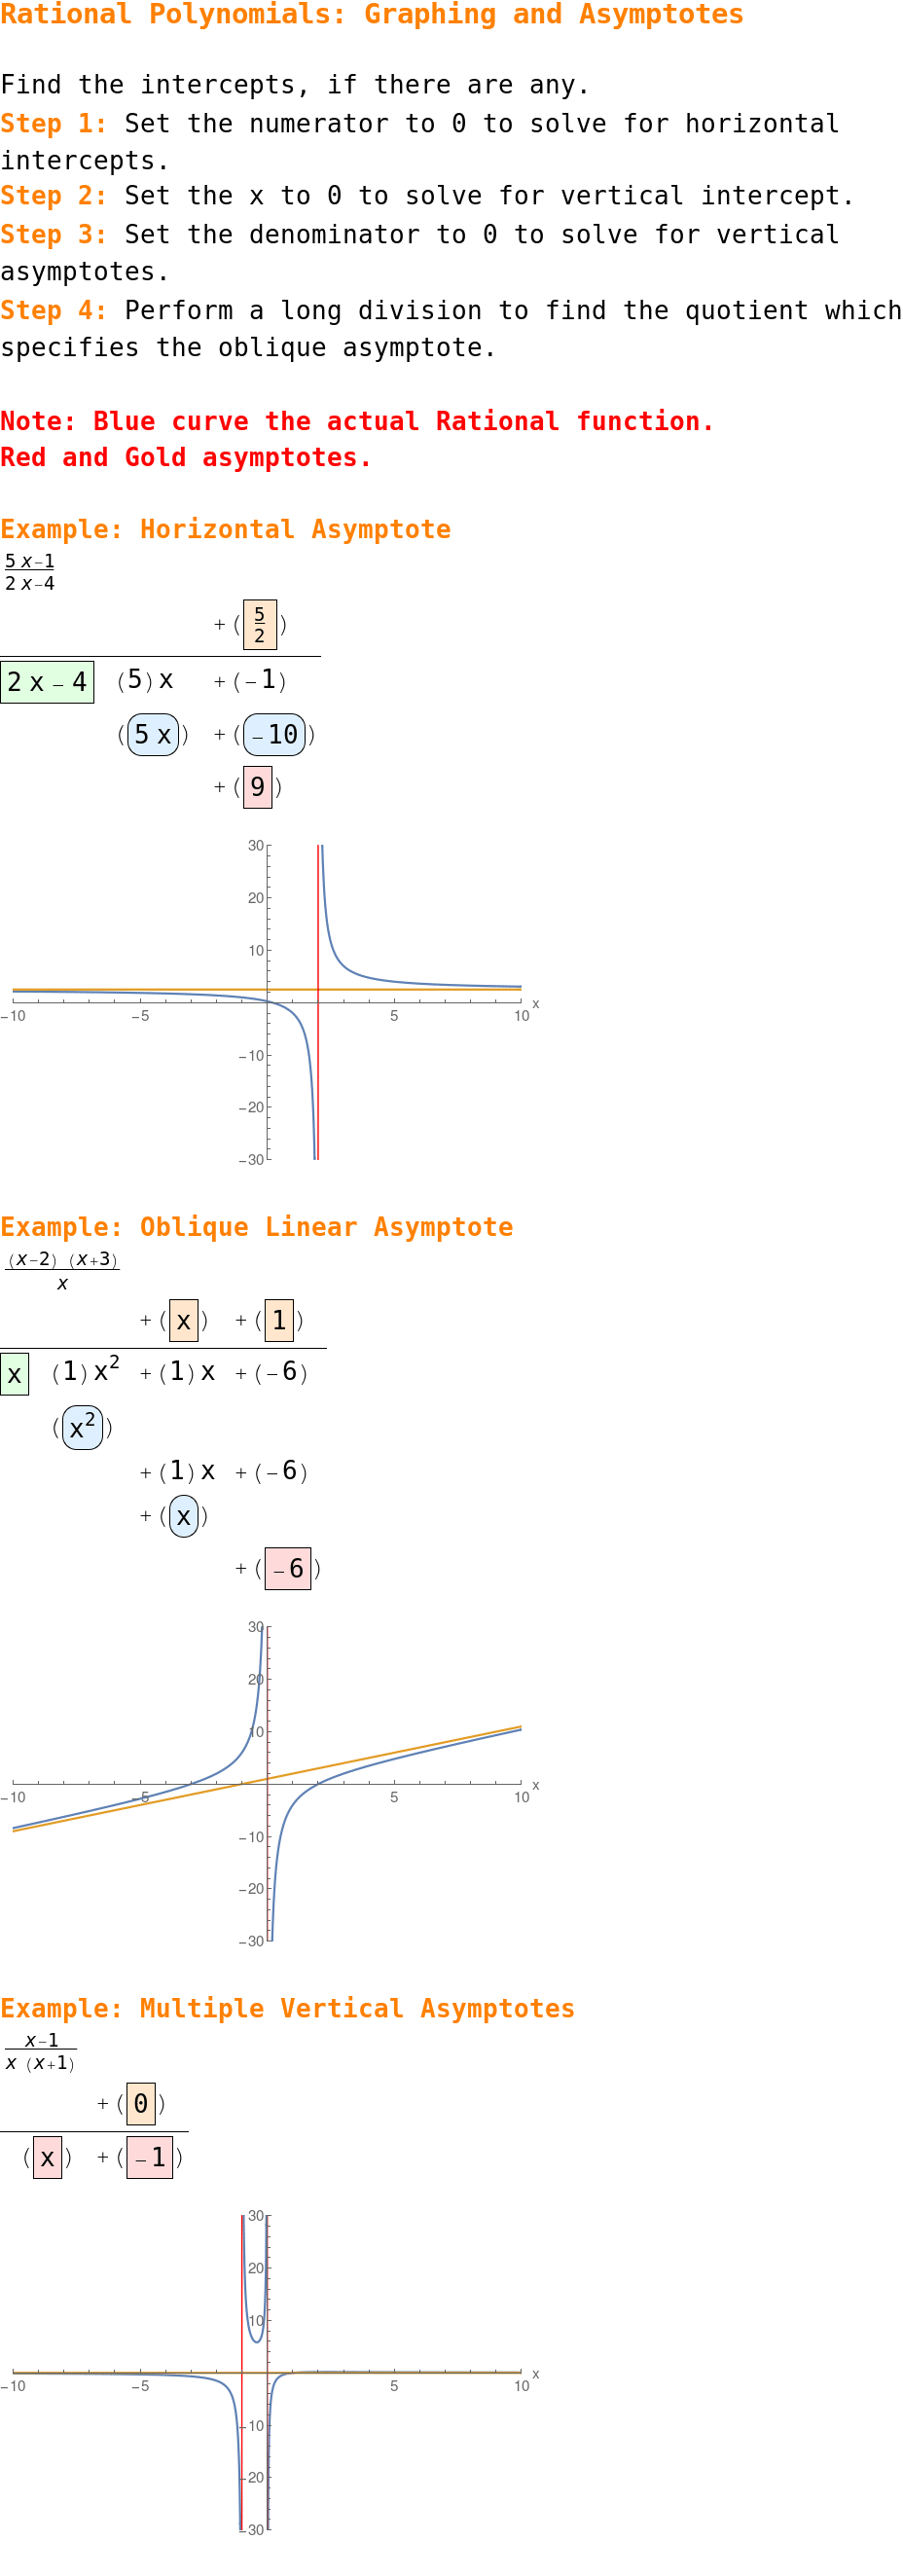 Rational Polynomials: Graphing and Asymptotes
Find the intercepts, if there are any.
Step 1: Set the numerator to 0 to solve for horizontal
intercepts.
Step 2: Set the x to 0 to solve for vertical intercept.
Step 3: Set the denominator to 0 to solve for vertical
asymptotes.
Step 4: Perform a long division to find the quotient which
specifies the oblique asymptote.
Note: Blue curve the actual Rational function.
Red and Gold asymptotes.
Example: Horizontal Asymptote
5 x−1
2 x−4
+ (5/2)
2 x − 4 (5) x + (−1)
(5 x) + (−10)
+ (9)
30
20
10
−10 −5 5 10 x
−10
−20
−30
Example: Oblique Linear Asymptote
(x−2) (x+3)
x
+ (x) + (1)
x (1) x² + (1) x + (−6)
(x²)
+ (1) x + (−6)
+ (x)
+ (−6)
30
20
10
−10 −5 5 10 x
−10
−20
−30
Example: Multiple Vertical Asymptotes
x−1
x (x+1)
+ (0)
(x) + (−1)
30
20
10
−10 −5 5 10 x
−10
−20
−30